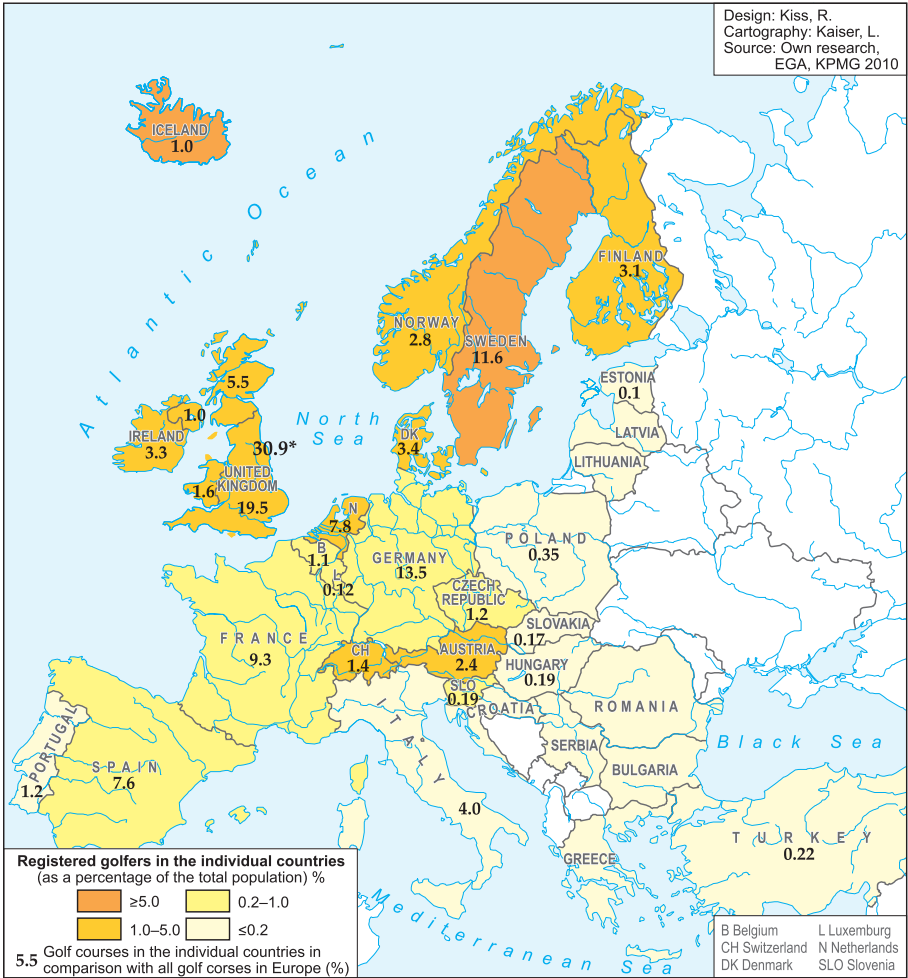 Design: Kiss, R.
Cartography: Kaiser, L.
Source: Own research,
EGA, KPMG 2010
ICELAND
1.0
Atlantic Ocean
FINLAND
3.1
NORWAY
2.8
SWEDEN
11.6
5.5
ESTONIA
0.1
1.0
North
Sea
DK
3.4
LATVIA
IRELAND
3.3
30.9*
LITHUANIA
UNITED
KINGDOM
1.6
19.5
N
7.8
POLAND
0.35
B
1.1
GERMANY
13.5
L
0.12
CZECH
REPUBLIC
1.2
SLOVAKIA
0.17
FRANCE
9.3
CH
1.4
AUSTRIA
2.4
HUNGARY
0.19
SLO
0.19
CROATIA
ROMANIA
ITALY
4.0
PORTUGAL
1.2
SPAIN
7.6
SERBIA
Black Sea
BULGARIA
TURKEY
0.22
GREECE
Mediterranean Sea
Registered golfers in the individual countries
(as a percentage of the total population) %
≥5.0
0.2–1.0
1.0–5.0
≤0.2
5.5 Golf courses in the individual countries in
comparison with all golf corses in Europe (%)
B Belgium
L Luxemburg
CH Switzerland
N Netherlands
DK Denmark
SLO Slovenia